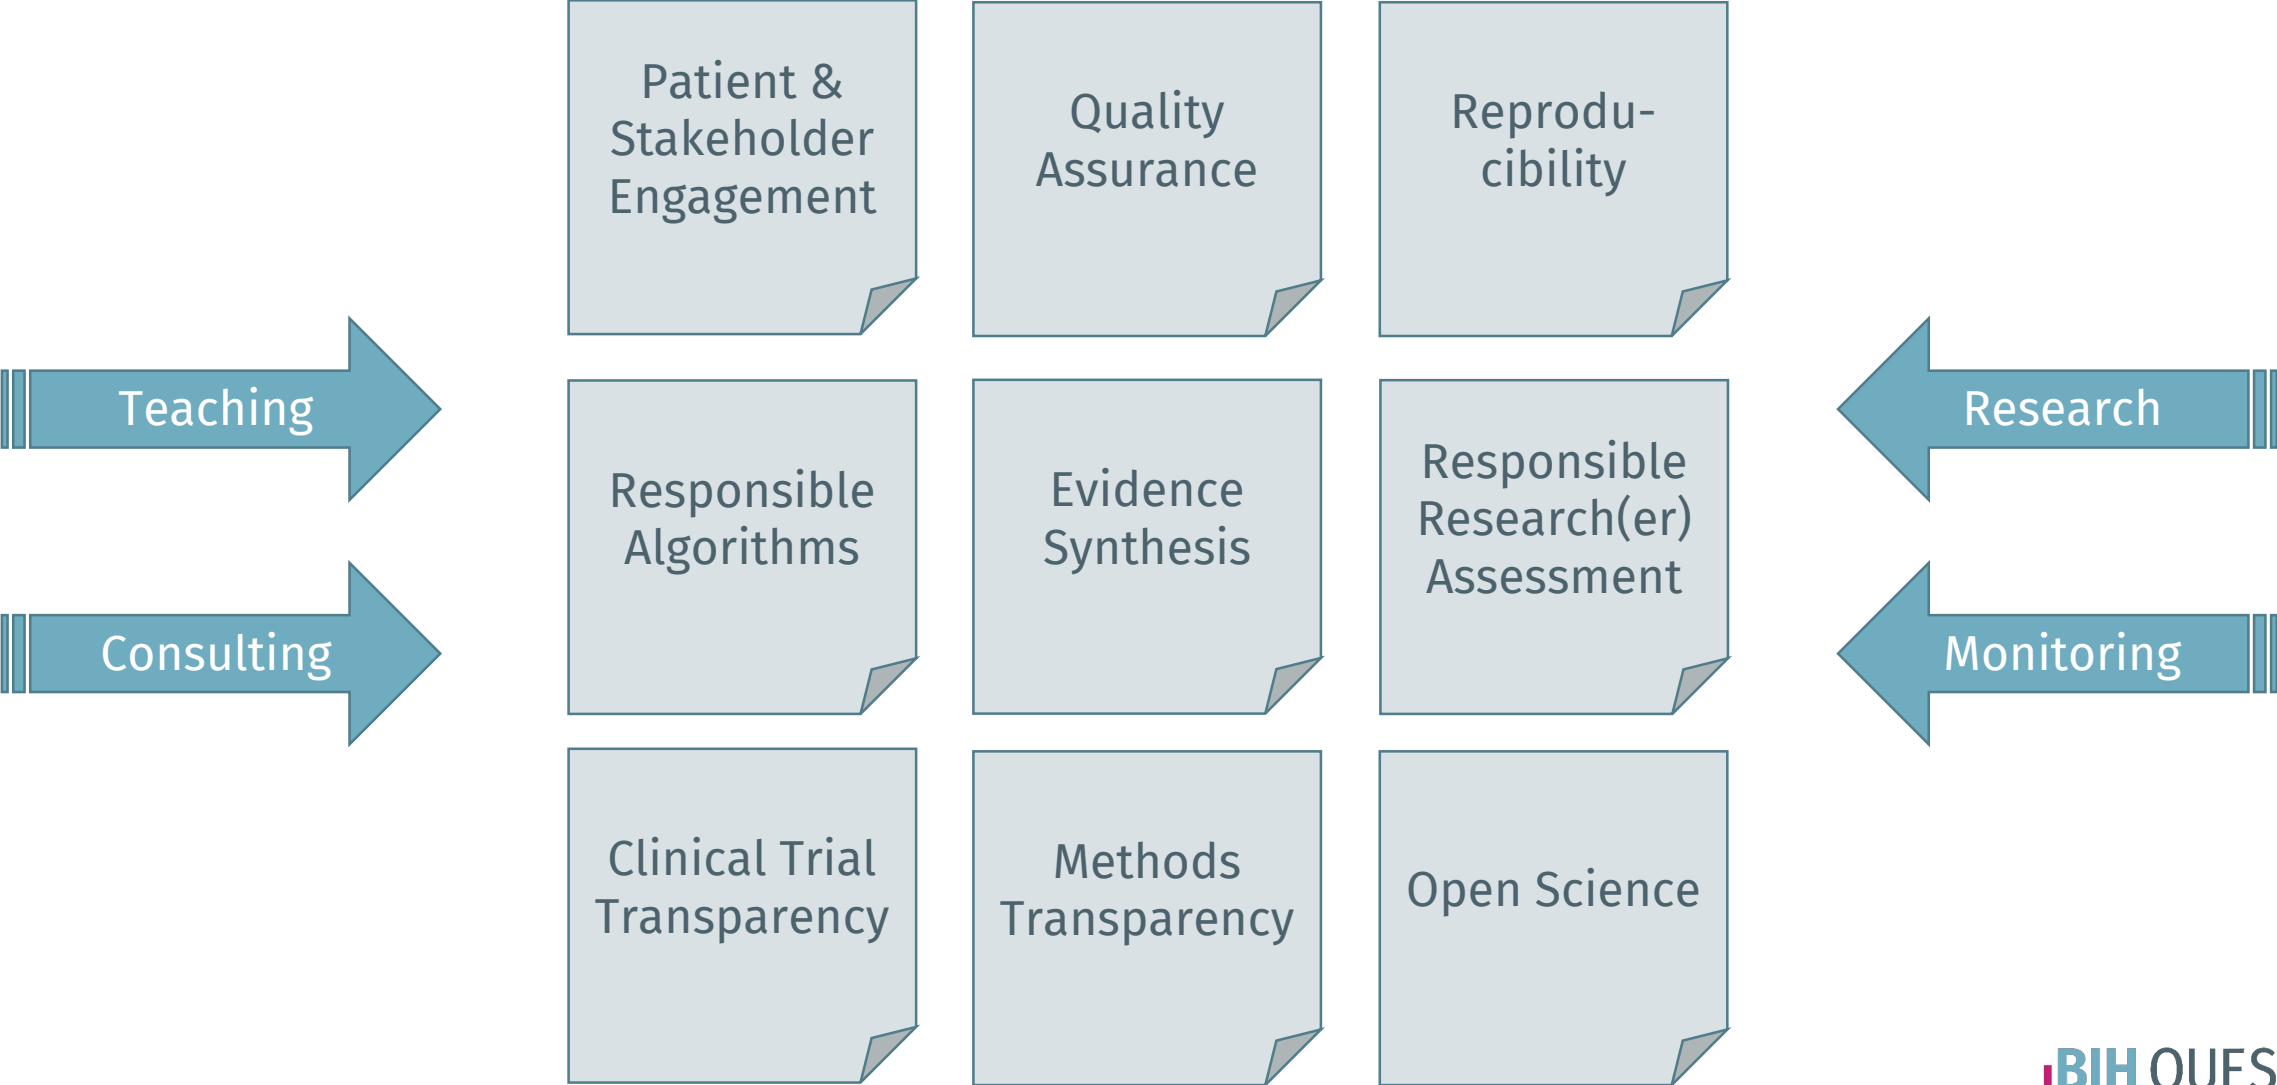 Patient &
Stakeholder
Engagement
Quality
Assurance
Reprodu-
cibility
Teaching
Consulting
Responsible
Algorithms
Evidence
Synthesis
Responsible
Research(er)
Assessment
Research
Monitoring
Clinical Trial
Transparency
Methods
Transparency
Open Science
BIH QUES